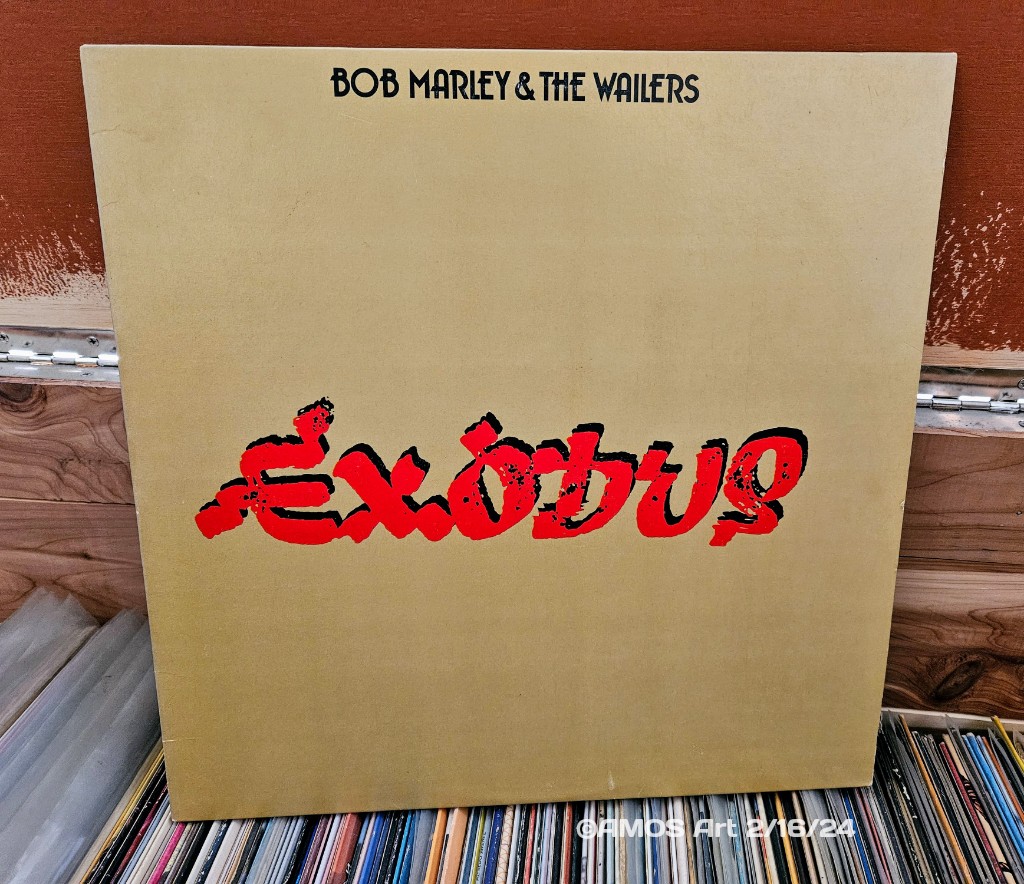 BOB MARLEY & THE WAILERS
EXODUS
©AMOS Art 2/16/24